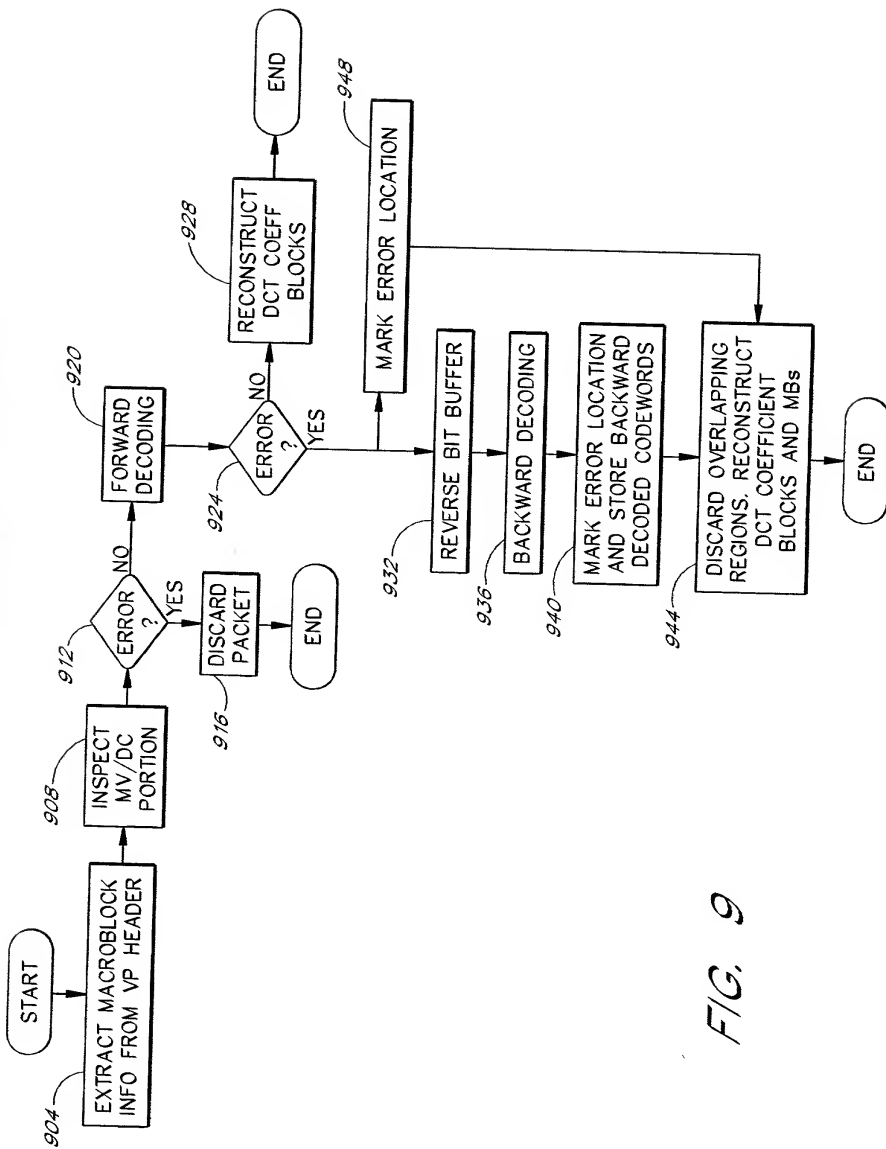 START
904
EXTRACT MACROBLOCK
INFO FROM VP HEADER
908
INSPECT
MV/DC
PORTION
912
ERROR
?
YES
NO
916
DISCARD
PACKET
END
920
FORWARD
DECODING
924
ERROR
?
NO
YES
928
RECONSTRUCT
DCT COEFF
BLOCKS
END
932
REVERSE BIT BUFFER
936
BACKWARD DECODING
940
MARK ERROR LOCATION
AND STORE BACKWARD
DECODED CODEWORDS
948
MARK ERROR LOCATION
944
DISCARD OVERLAPPING
REGIONS, RECONSTRUCT
DCT COEFFICIENT
BLOCKS AND MBs
END
FIG. 9